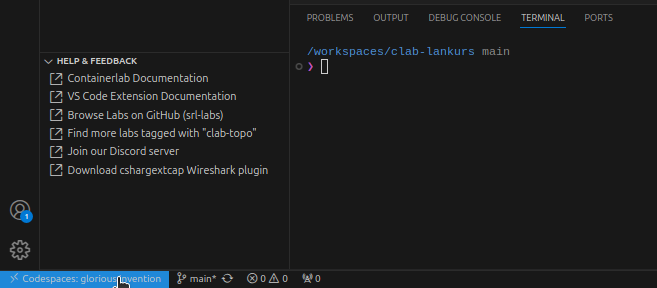 PROBLEMS OUTPUT DEBUG CONSOLE TERMINAL PORTS
/workspaces/clab-lankurs main
❯
HELP & FEEDBACK
Containerlab Documentation
VS Code Extension Documentation
Browse Labs on GitHub (srl-labs)
Find more labs tagged with "clab-topo"
Join our Discord server
Download cshargextcap Wireshark plugin
1
Codespaces: glorious invention main* 0 0 0